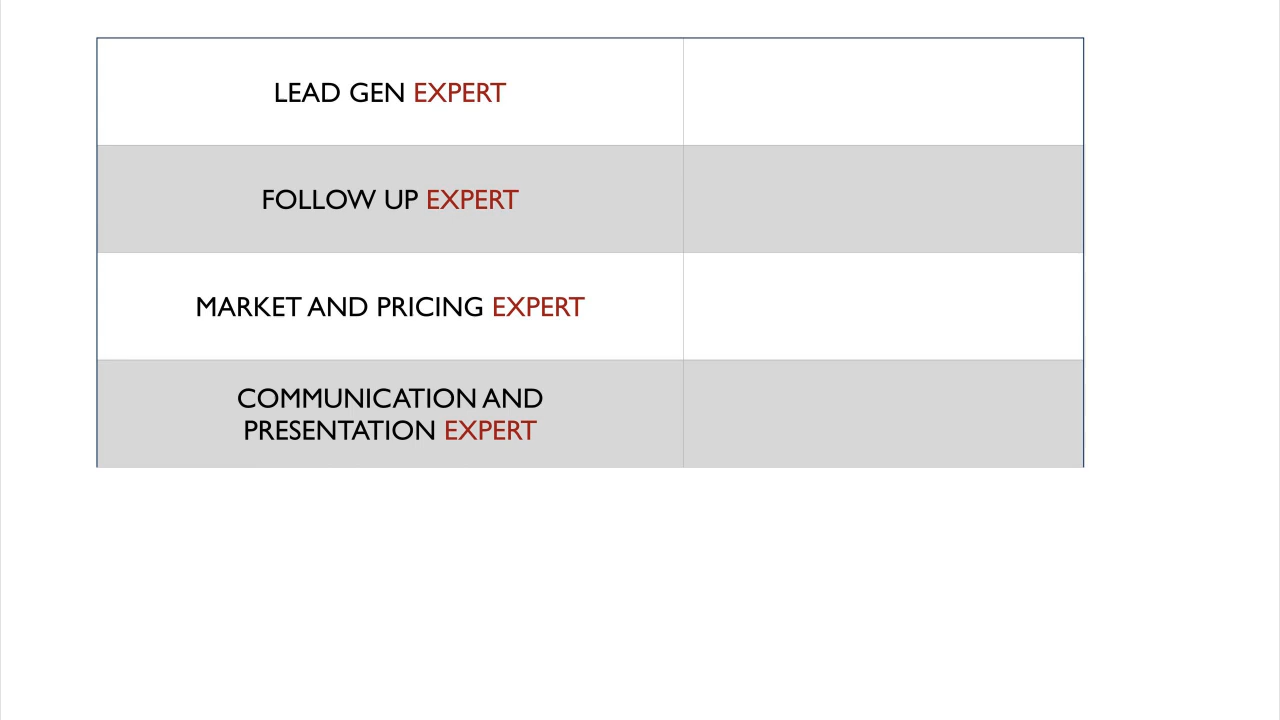 LEAD GEN EXPERT
FOLLOW UP EXPERT
MARKET AND PRICING EXPERT
COMMUNICATION AND
PRESENTATION EXPERT